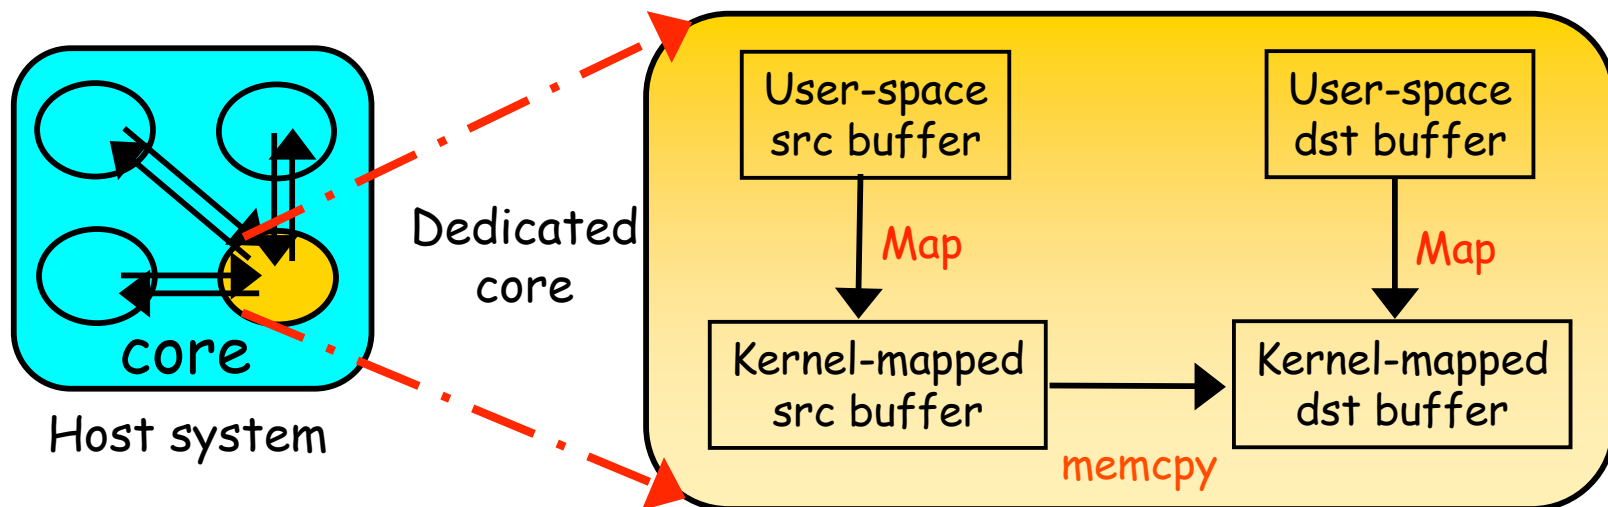 core
Host system
Dedicated
core
User-space
src buffer
User-space
dst buffer
Map
Map
Kernel-mapped
src buffer
Kernel-mapped
dst buffer
memcpy